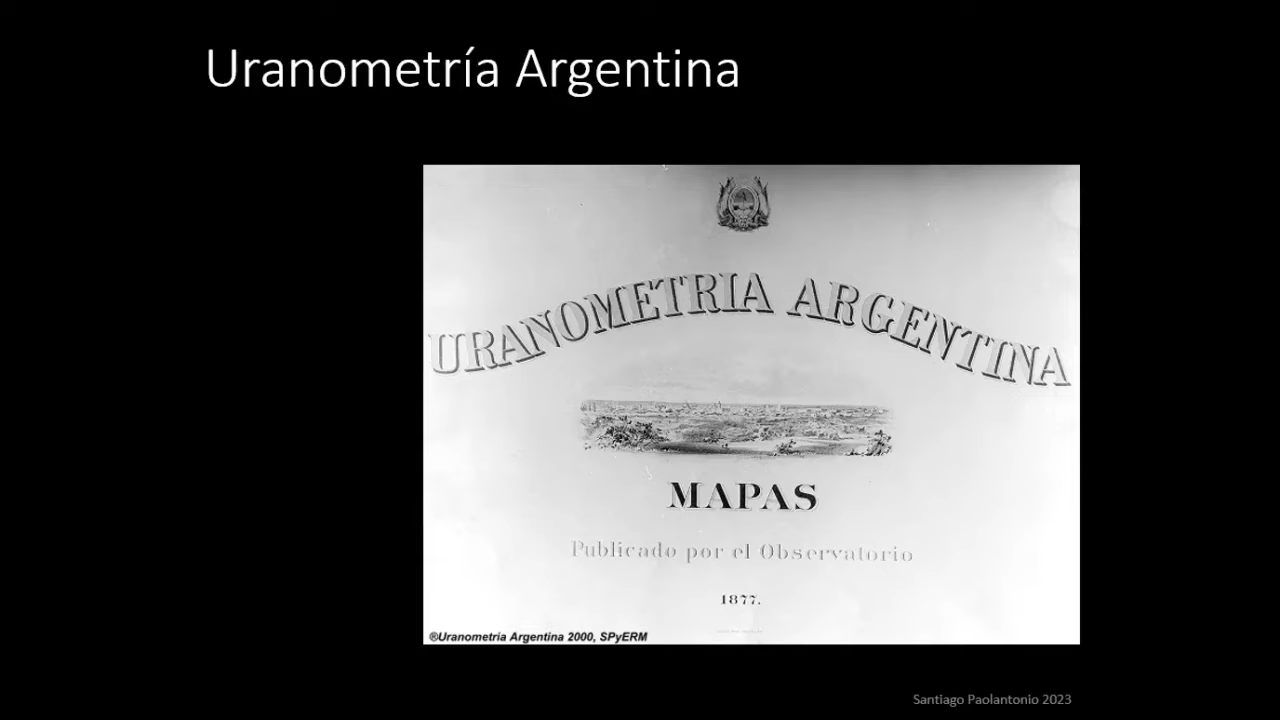 Uranometría Argentina
URANOMETRIA ARGENTINA
MAPAS
Publicado por el Observatorio
1877.
®Uranometria Argentina 2000, SPyERM
Santiago Paolantonio 2023